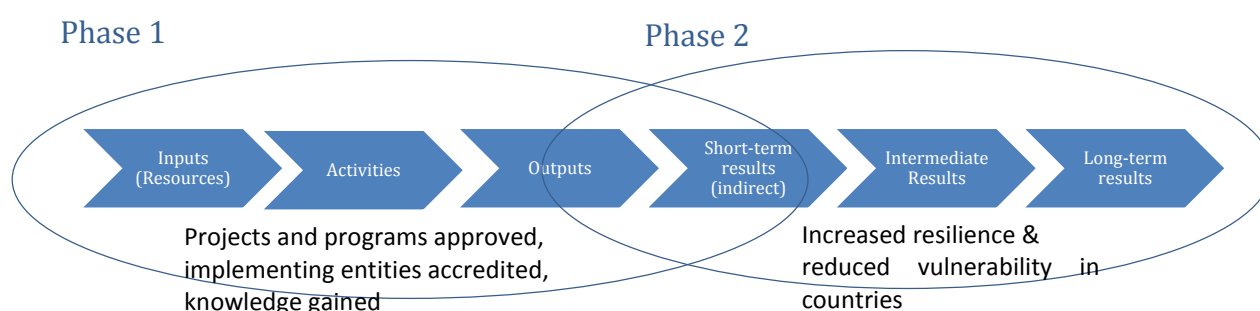 Phase 1
Phase 2
Inputs
(Resources)
Activities
Outputs
Short-term
results
(indirect)
Intermediate
Results
Long-term
results
Projects and programs approved,
implementing entities accredited,
knowledge gained
Increased resilience &
reduced vulnerability in
countries